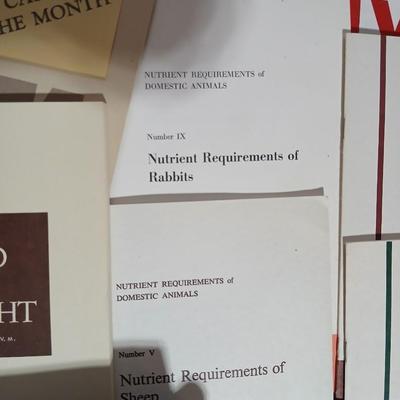 THE MONTH
NUTRIENT REQUIREMENTS of
DOMESTIC ANIMALS
Number IX
Nutrient Requirements of
Rabbits
NUTRIENT REQUIREMENTS of
DOMESTIC ANIMALS
Number V
Nutrient Requirements of
Sheep
HT
V. M.